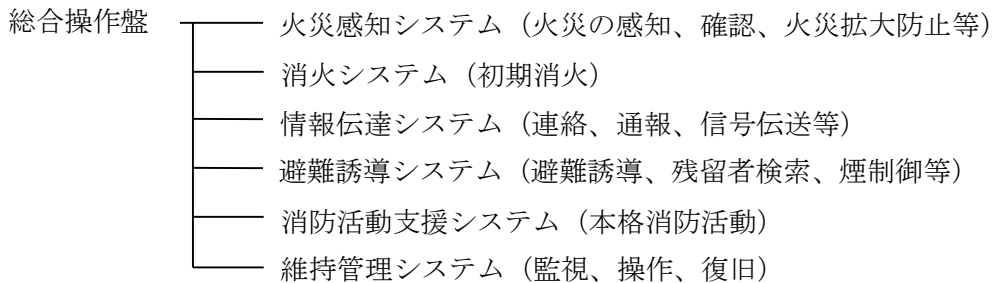 総合操作盤 火災感知システム（火災の感知、確認、火災拡大防止等）
消火システム（初期消火）
情報伝達システム（連絡、通報、信号伝送等）
避難誘導システム（避難誘導、残留者検索、煙制御等）
消防活動支援システム（本格消防活動）
維持管理システム（監視、操作、復旧）